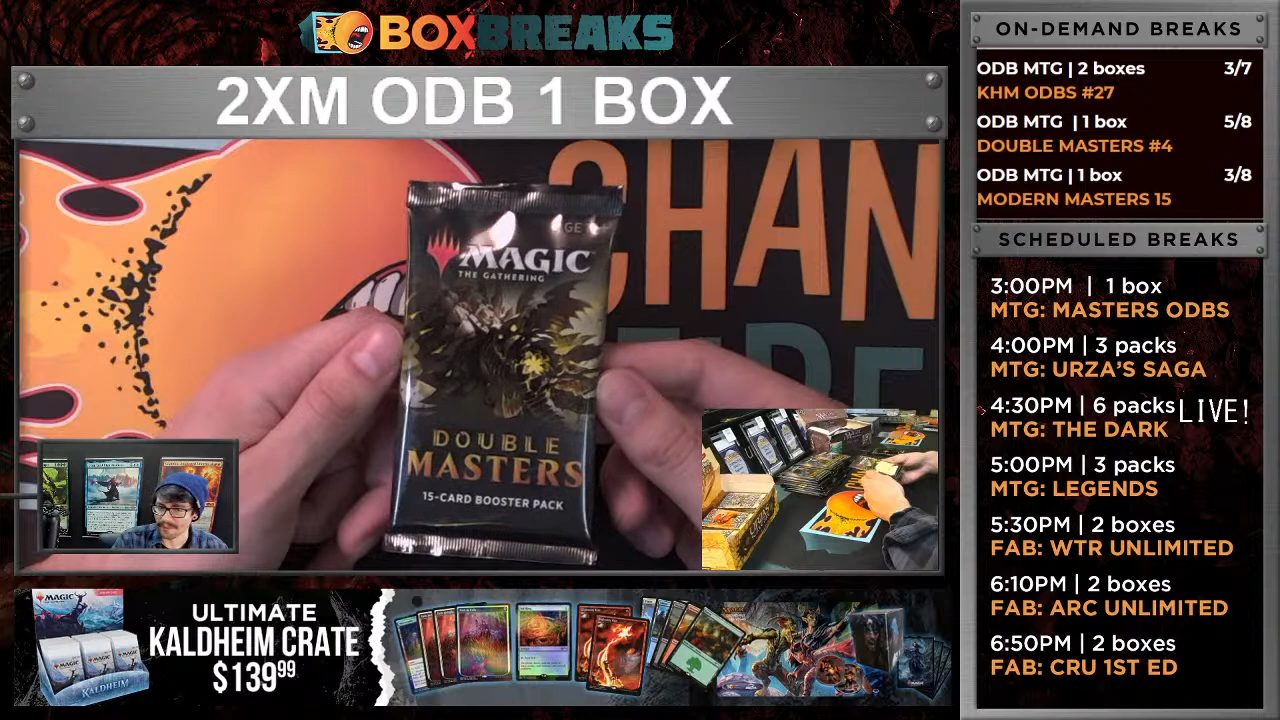 BOXBREAKS
2XM ODB 1 BOX
CHAN
MAGIC
THE GATHERING
DOUBLE
MASTERS
15-CARD BOOSTER PACK
MAGIC
KALDHEIM
ULTIMATE
KALDHEIM CRATE
$139.99
ON-DEMAND BREAKS
ODB MTG | 2 boxes 3/7
KHM ODBS #27
ODB MTG | 1 box 5/8
DOUBLE MASTERS #4
ODB MTG | 1 box 3/8
MODERN MASTERS 15
SCHEDULED BREAKS
3:00PM | 1 box
MTG: MASTERS ODBS
4:00PM | 3 packs
MTG: URZA'S SAGA
4:30PM | 6 packs LIVE!
MTG: THE DARK
5:00PM | 3 packs
MTG: LEGENDS
5:30PM | 2 boxes
FAB: WTR UNLIMITED
6:10PM | 2 boxes
FAB: ARC UNLIMITED
6:50PM | 2 boxes
FAB: CRU 1ST ED